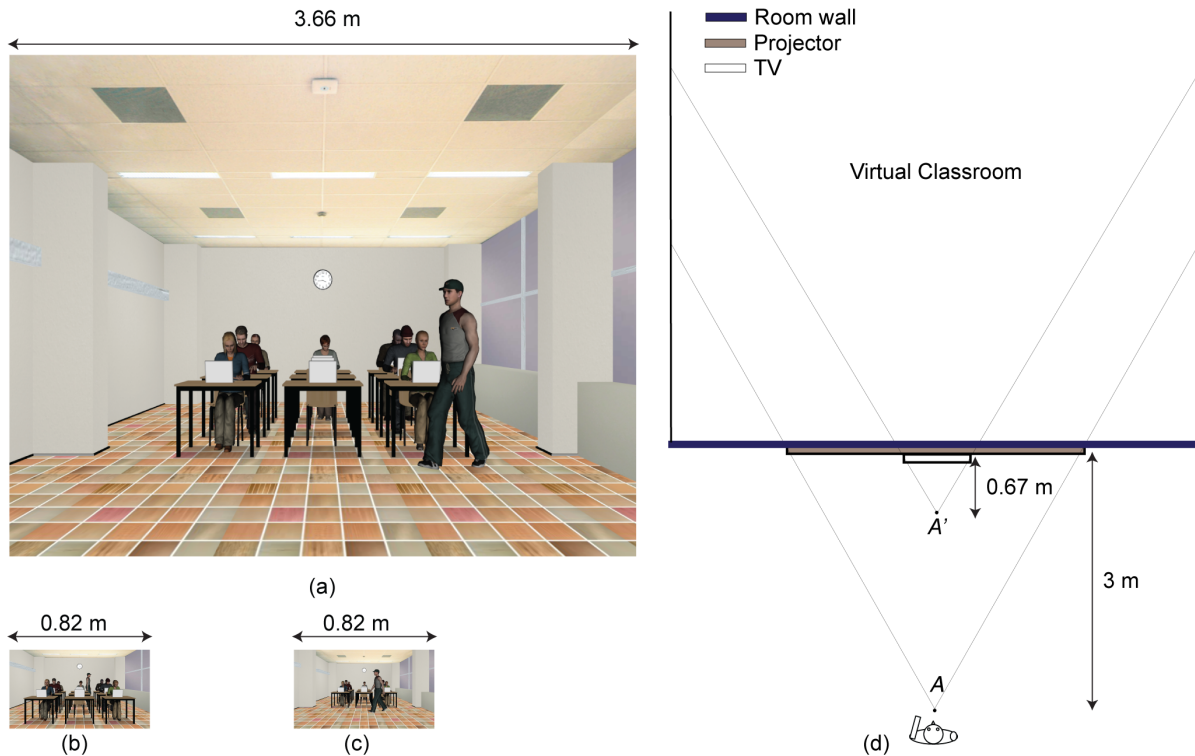 3.66 m
(a)
0.82 m
(b)
0.82 m
(c)
Room wall
Projector
TV
Virtual Classroom
0.67 m
A’
3 m
A
(d)